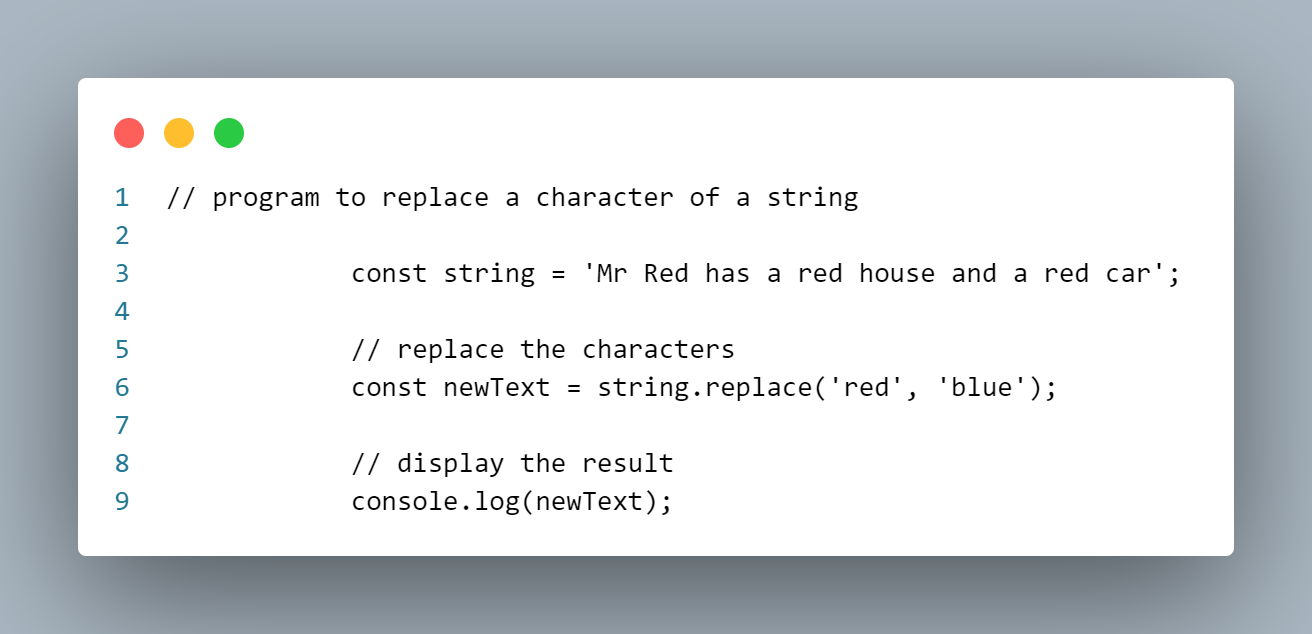 1 // program to replace a character of a string
2
3 const string = 'Mr Red has a red house and a red car';
4
5 // replace the characters
6 const newText = string.replace('red', 'blue');
7
8 // display the result
9 console.log(newText);